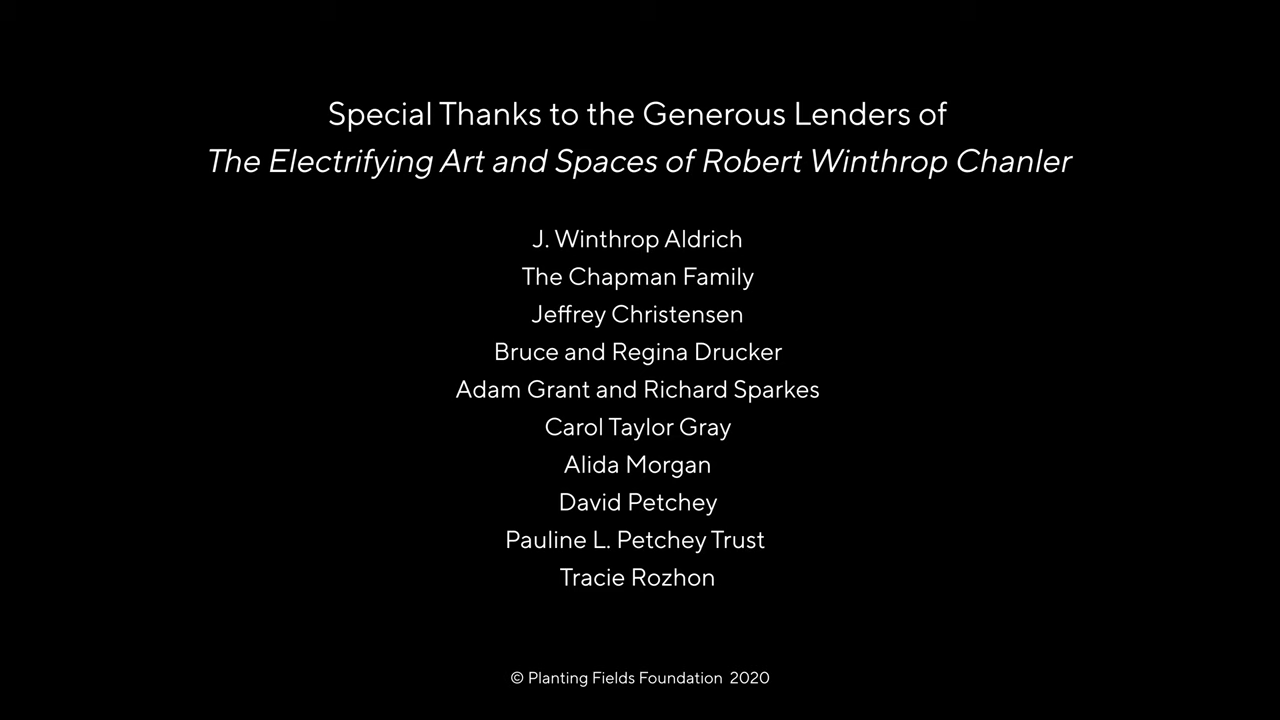 Special Thanks to the Generous Lenders of
The Electrifying Art and Spaces of Robert Winthrop Chanler
J. Winthrop Aldrich
The Chapman Family
Jeffrey Christensen
Bruce and Regina Drucker
Adam Grant and Richard Sparkes
Carol Taylor Gray
Alida Morgan
David Petchey
Pauline L. Petchey Trust
Tracie Rozhon
© Planting Fields Foundation 2020